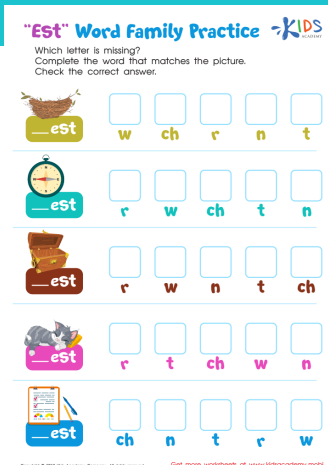 "Est" Word Family Practice
KIDS
ACADEMY
Which letter is missing?
Complete the word that matches the picture.
Check the correct answer.
__est
w ch r n t
__est
r w ch t n
__est
r w n t ch
__est
r t ch w n
__est
ch n t r w
Get more worksheets at www.kidsacademy.mobi